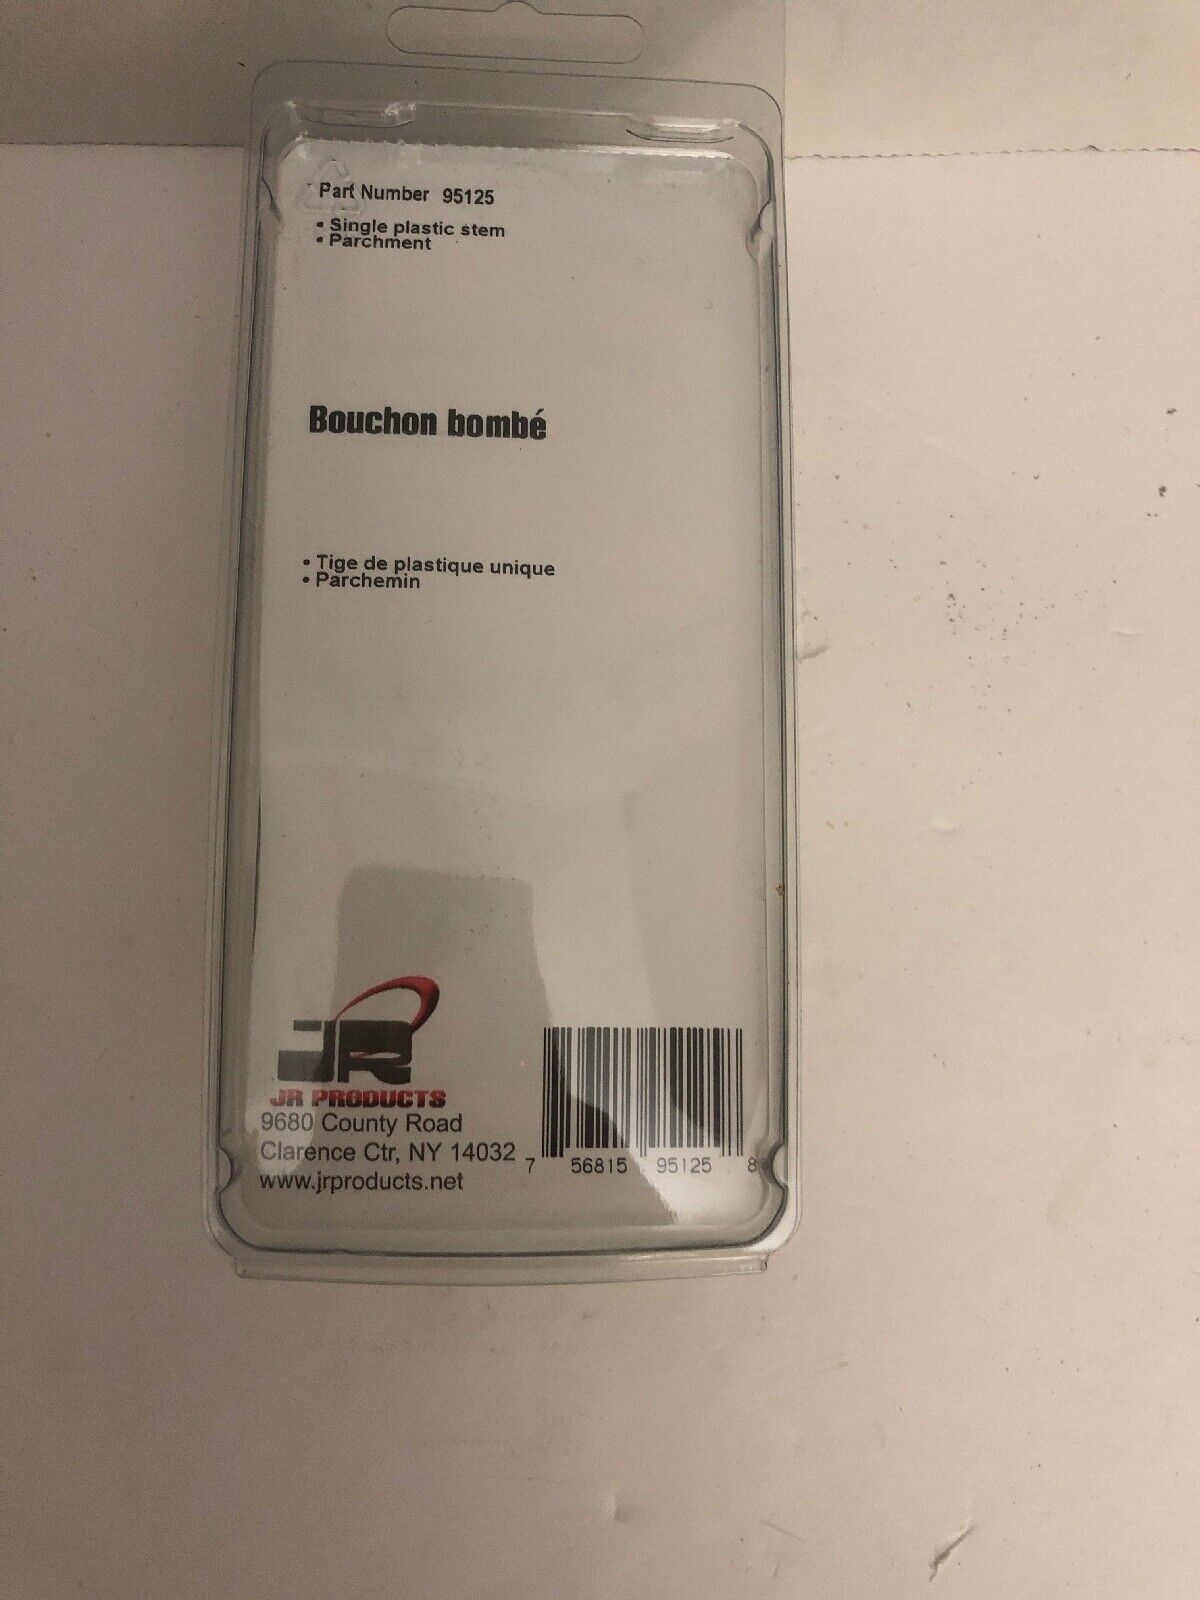 Part Number 95125
• Single plastic stem
• Parchment
Bouchon bombé
• Tige de plastique unique
• Parchemin
JR
JR PRODUCTS
9680 County Road
Clarence Ctr, NY 14032
www.jrproducts.net
7 56815 95125 8